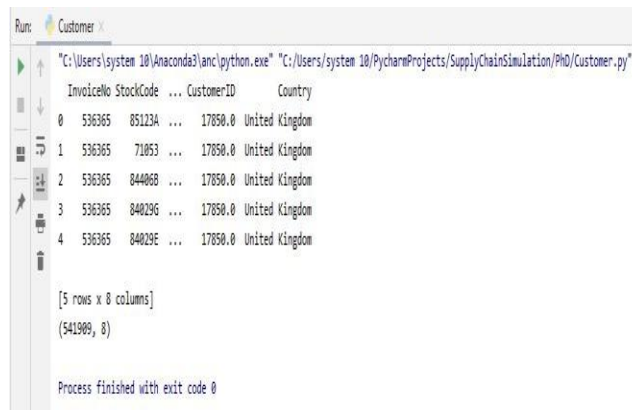 Run: Customer ×
"C:\Users\system 10\Anaconda3\anc\python.exe" "C:/Users/system 10/PycharmProjects/SupplyChainSimulation/PhD/Customer.py"
InvoiceNo StockCode ... CustomerID Country
0 536365 85123A ... 17850.0 United Kingdom
1 536365 71053 ... 17850.0 United Kingdom
2 536365 84406B ... 17850.0 United Kingdom
3 536365 84029G ... 17850.0 United Kingdom
4 536365 84029E ... 17850.0 United Kingdom
[5 rows x 8 columns]
(541909, 8)
Process finished with exit code 0